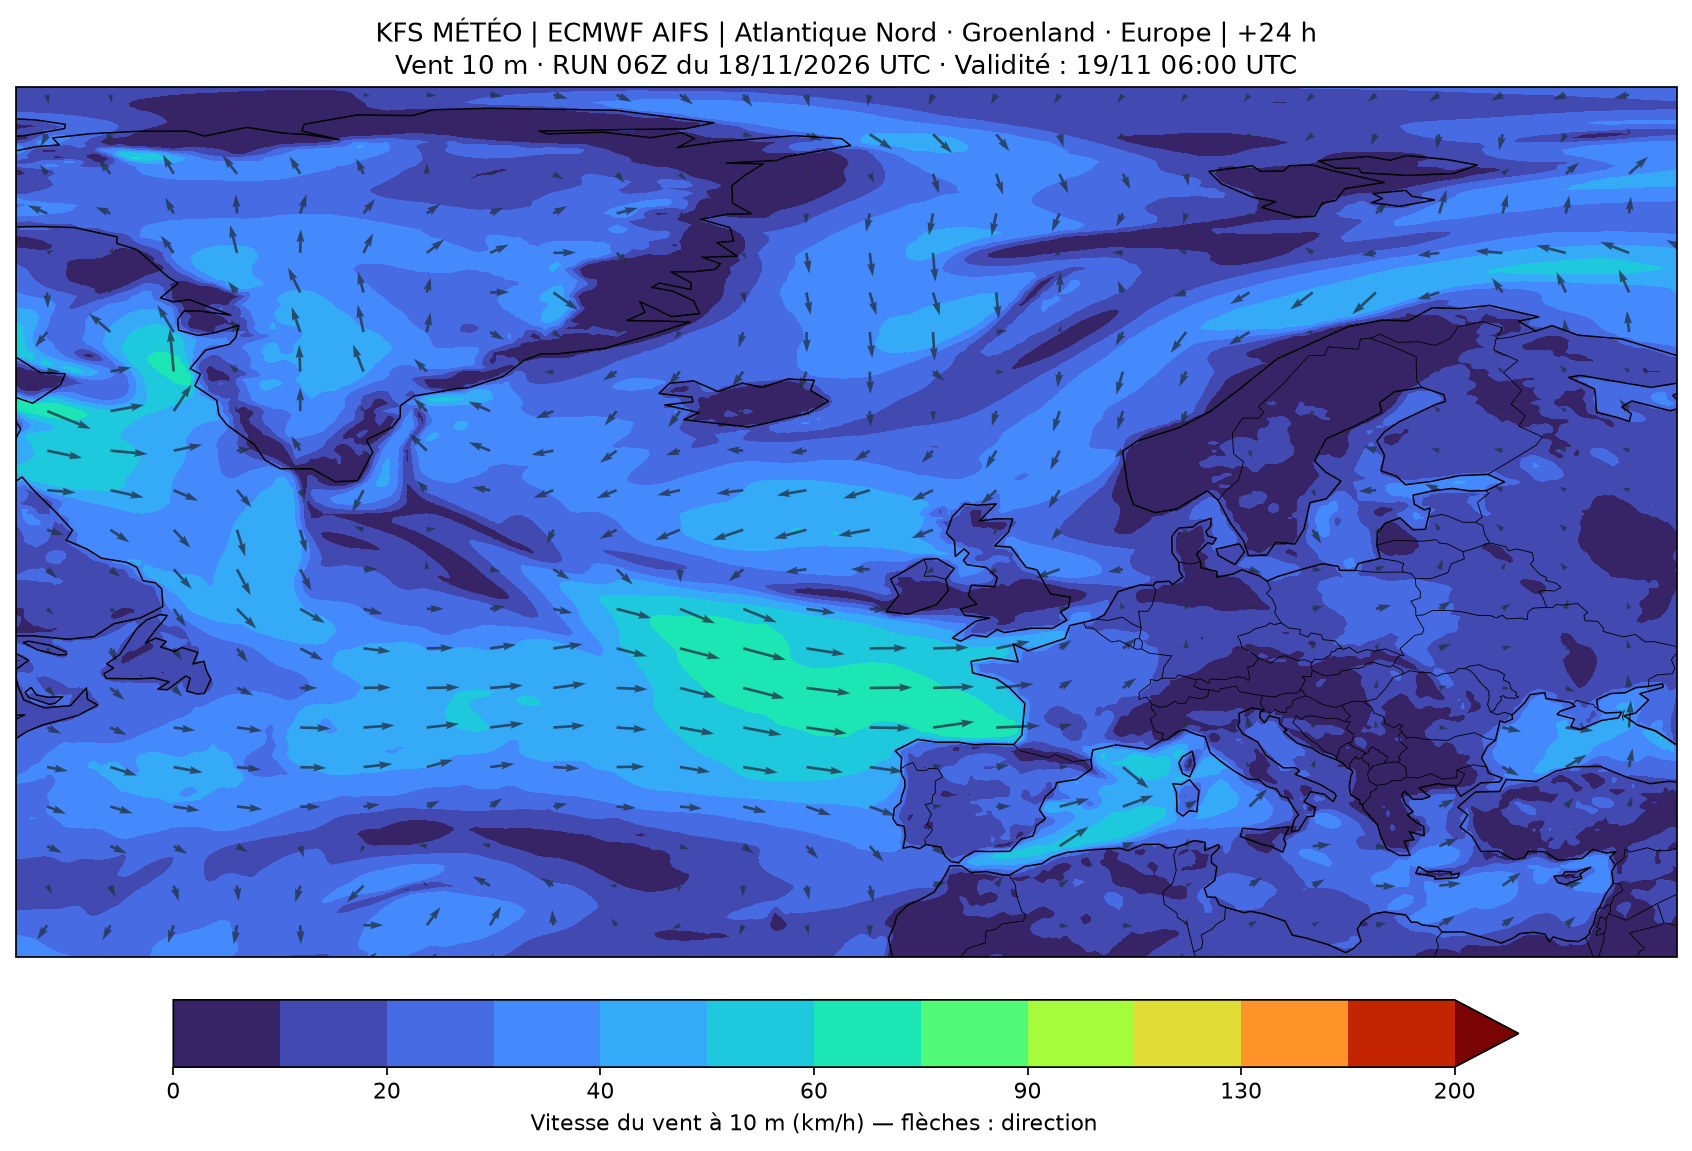 KFS MÉTÉO | ECMWF AIFS | Atlantique Nord · Groenland · Europe | +24 h
Vent 10 m · RUN 06Z du 18/11/2026 UTC · Validité : 19/11 06:00 UTC
0 20 40 60 90 130 200
Vitesse du vent à 10 m (km/h) — flèches : direction